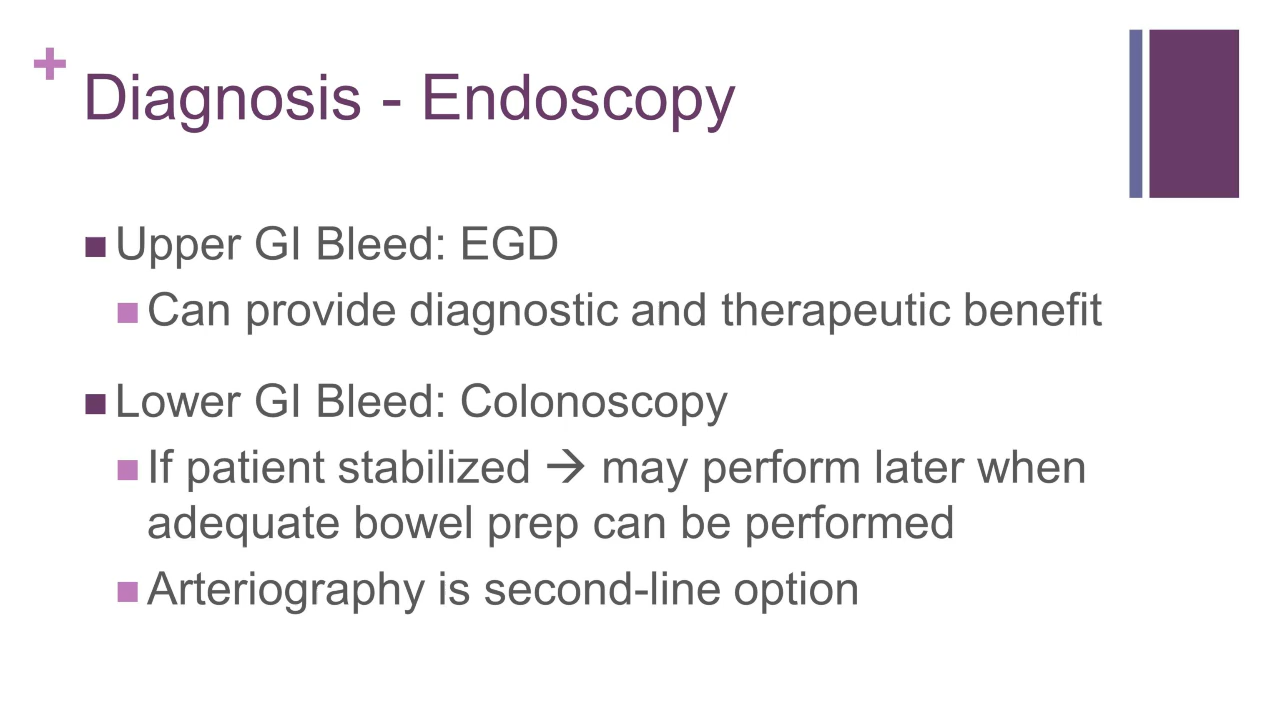 +
Diagnosis - Endoscopy
Upper GI Bleed: EGD
Can provide diagnostic and therapeutic benefit
Lower GI Bleed: Colonoscopy
If patient stabilized → may perform later when
adequate bowel prep can be performed
Arteriography is second-line option